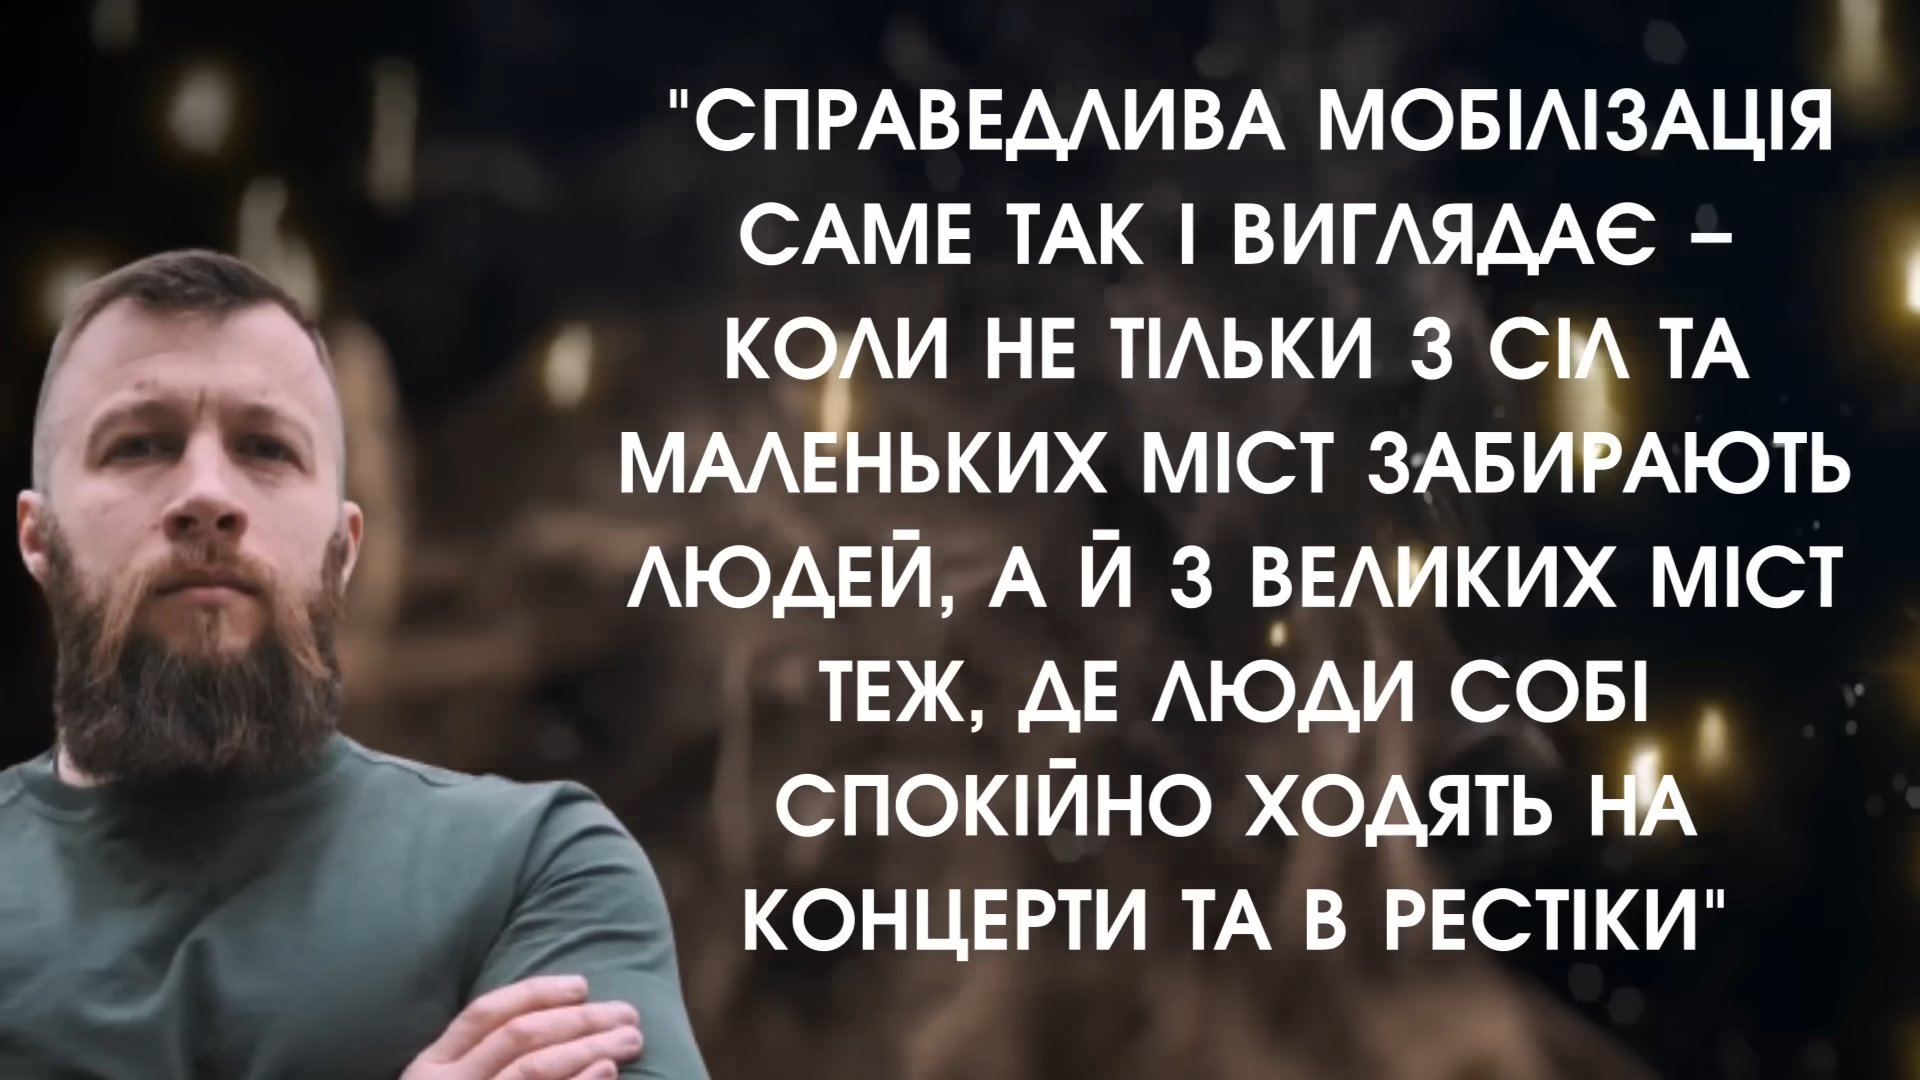 "СПРАВЕДЛИВА МОБІЛІЗАЦІЯ
САМЕ ТАК І ВИГЛЯДАЄ –
КОЛИ НЕ ТІЛЬКИ З СІЛ ТА
МАЛЕНЬКИХ МІСТ ЗАБИРАЮТЬ
ЛЮДЕЙ, А Й З ВЕЛИКИХ МІСТ
ТЕЖ, ДЕ ЛЮДИ СОБІ
СПОКІЙНО ХОДЯТЬ НА
КОНЦЕРТИ ТА В РЕСТІКИ"